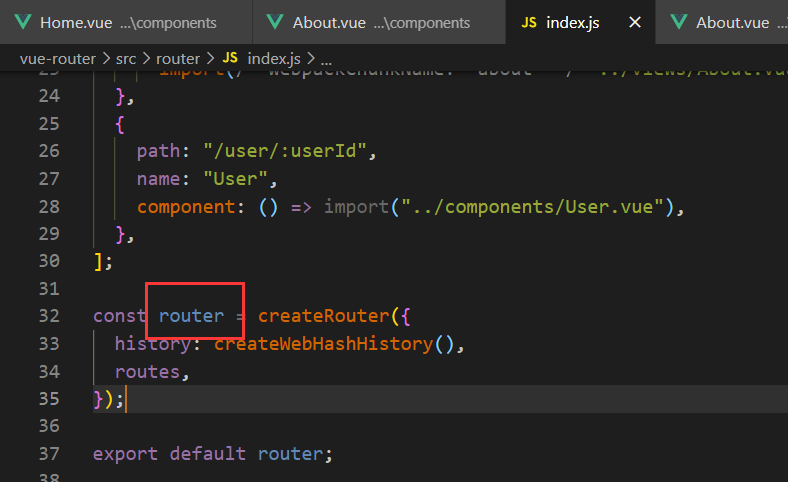 Home.vue ...\components About.vue ...\components JS index.js × About.vue
vue-router > src > router > JS index.js > ...
24 },
25 {
26 path: "/user/:userId",
27 name: "User",
28 component: () => import("../components/User.vue"),
29 },
30 ];
31
32 const router = createRouter({
33 history: createWebHashHistory(),
34 routes,
35 });
36
37 export default router;